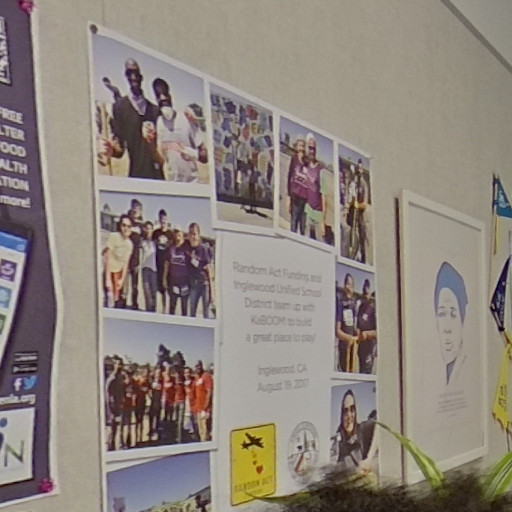 FREE
LTER
FOOD
ALTH
ATION
more!
Random Act Funding and
Inglewood Unified School
District team up with
KaBOOM! to build
a great place to play!
Inglewood, CA
August 19, 2017
RANDOM ACT
N